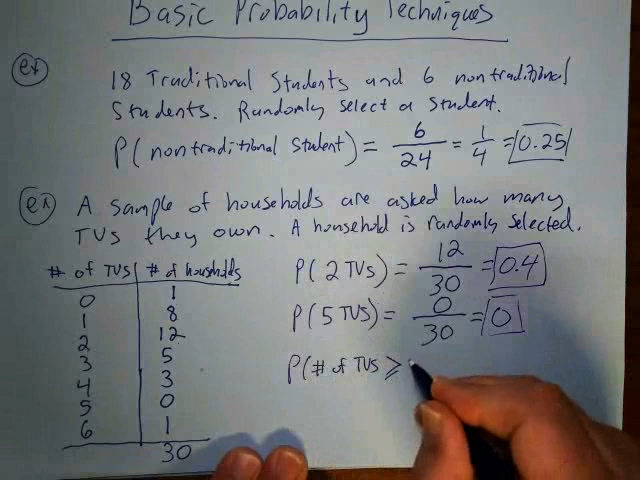 Basic Probability Techniques
ex
18 Traditional Students and 6 nontraditional
Students. Randomly select a student.
P(nontraditional student) = 6/24 = 1/4 = 0.25
ex
A sample of households are asked how many
TVs they own. A household is randomly selected.
# of TVs | # of households
0 1
1 8
2 12
3 5
4 3
5 0
6 1
30
P(2 TVs) = 12/30 = 0.4
P(5 TVs) = 0/30 = 0
P(# of TVs ≥